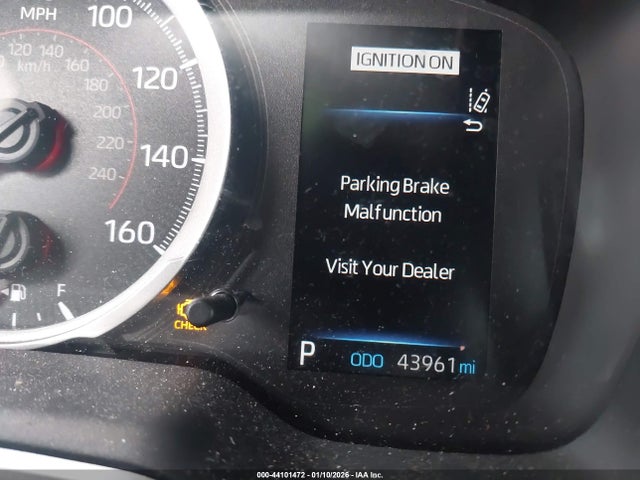 MPH
100
120
140
160
120 140
km/h
160
180
200
220
240
F
CHECK
IGNITION ON
Parking Brake
Malfunction
Visit Your Dealer
P ODO 43961 mi
000-44101472 - 01/10/2026 - IAA Inc.